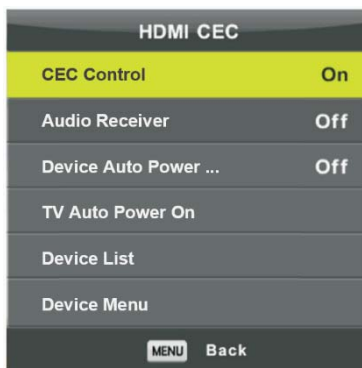 HDMI CEC
CEC Control On
Audio Receiver Off
Device Auto Power ... Off
TV Auto Power On
Device List
Device Menu
MENU Back